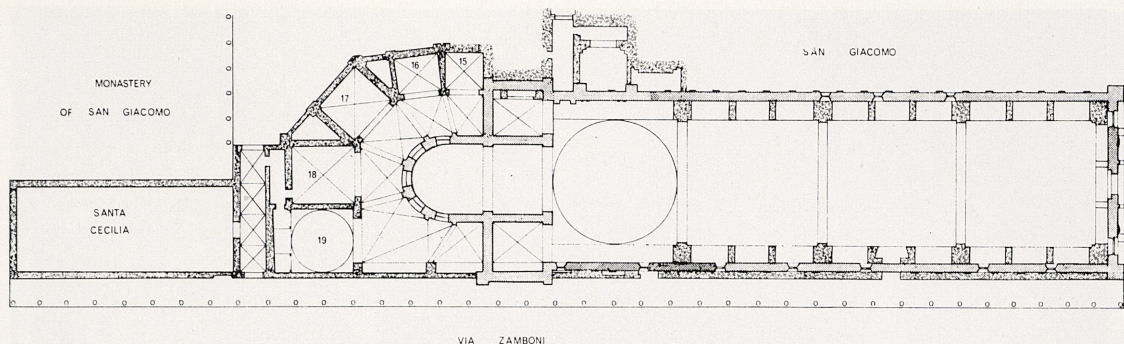 SAN GIACOMO
MONASTERY
OF SAN GIACOMO
15
16
17
18
19
SANTA
CECILIA
VIA ZAMBONI